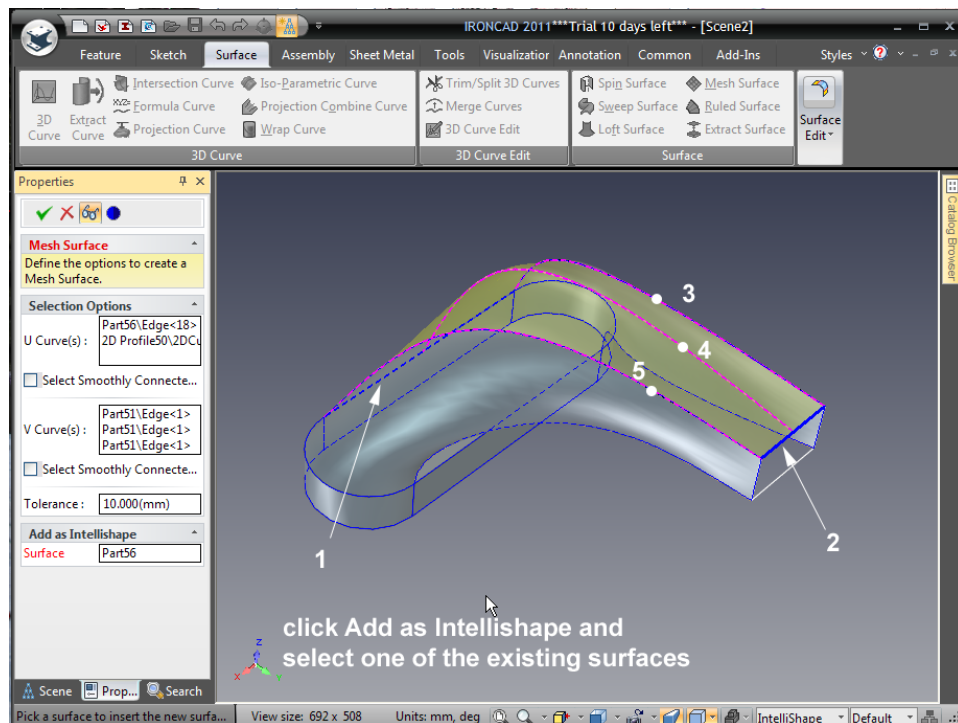 IRONCAD 2011***Trial 10 days left*** - [Scene2]
Feature Sketch Surface Assembly Sheet Metal Tools Visualization Annotation Common Add-Ins Styles
Intersection Curve Iso-Parametric Curve Trim/Split 3D Curves Spin Surface Mesh Surface
XYZ= Formula Curve Projection Combine Curve Merge Curves Sweep Surface Ruled Surface
3D Curve Extract Curve Projection Curve Wrap Curve 3D Curve Edit Loft Surface Extract Surface Surface Edit
3D Curve 3D Curve Edit Surface
Properties
Mesh Surface
Define the options to create a
Mesh Surface.
Selection Options
Part56\Edge<18>
U Curve(s) : 2D Profile50\2DCu
Select Smoothly Connecte...
Part51\Edge<1>
V Curve(s) : Part51\Edge<1>
Part51\Edge<1>
Select Smoothly Connecte...
Tolerance : 10.000(mm)
Add as Intellishape
Surface Part56
3
4
5
1
2
click Add as Intellishape and
select one of the existing surfaces
z
x
Catalog Browser
Scene Prop... Search
Pick a surface to insert the new surfa... View size: 692 x 508 Units: mm, deg IntelliShape Default